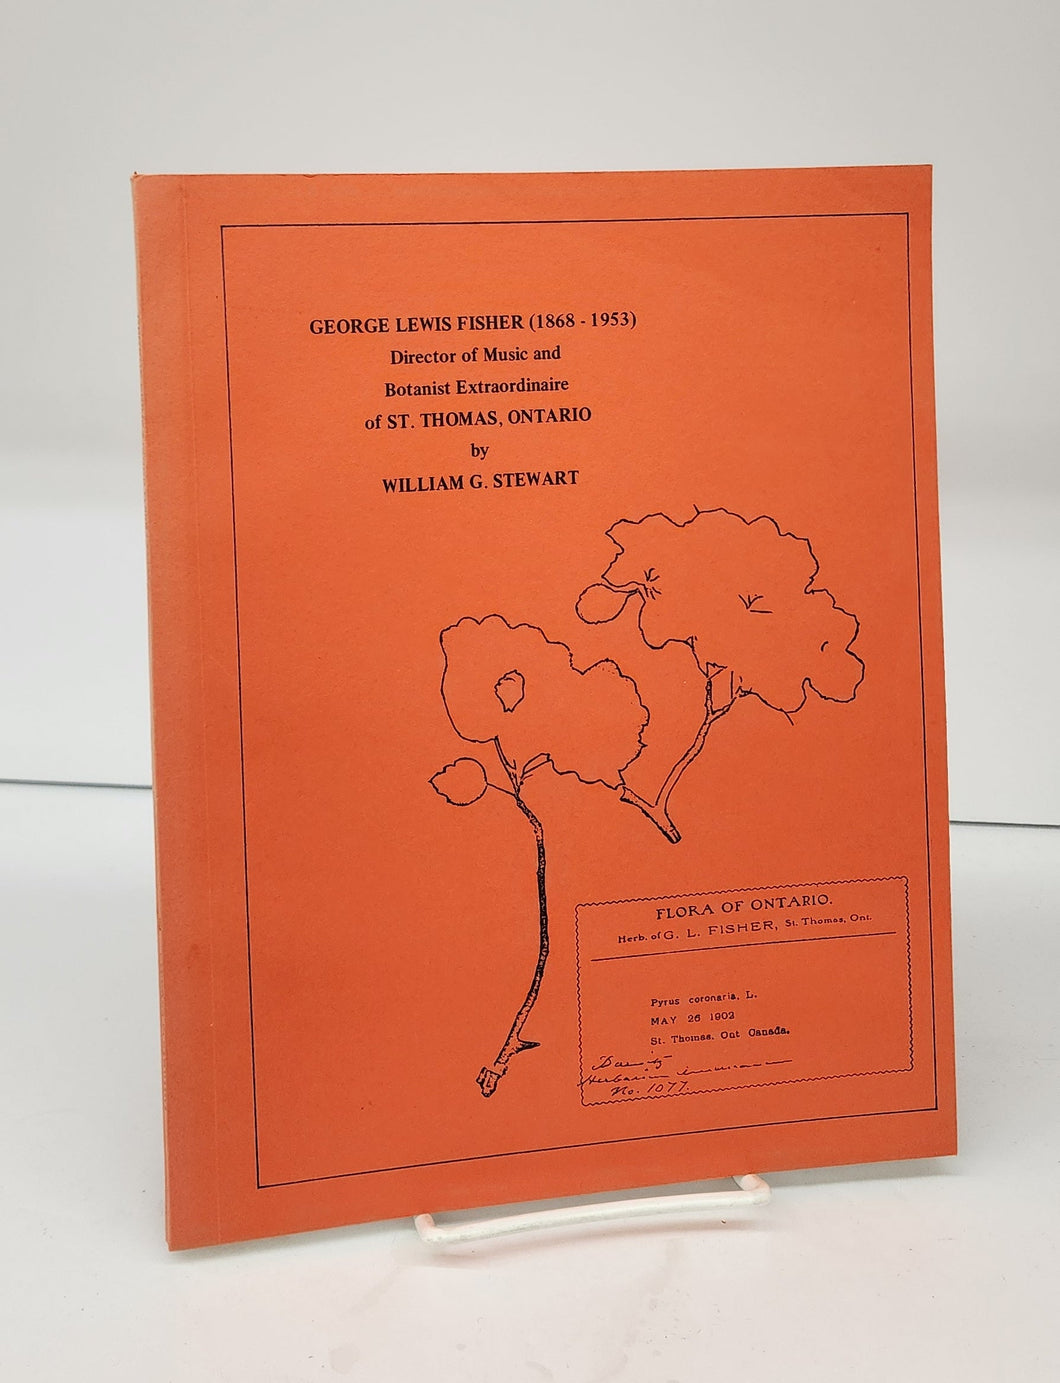 GEORGE LEWIS FISHER (1868 - 1953)
Director of Music and
Botanist Extraordinaire
of ST. THOMAS, ONTARIO
by
WILLIAM G. STEWART
FLORA OF ONTARIO.
Herb. of G. L. FISHER, St. Thomas, Ont.
Pyrus coronaria, L.
MAY 26 1902
St. Thomas. Ont Canada.
Herbarium
No. 1077.